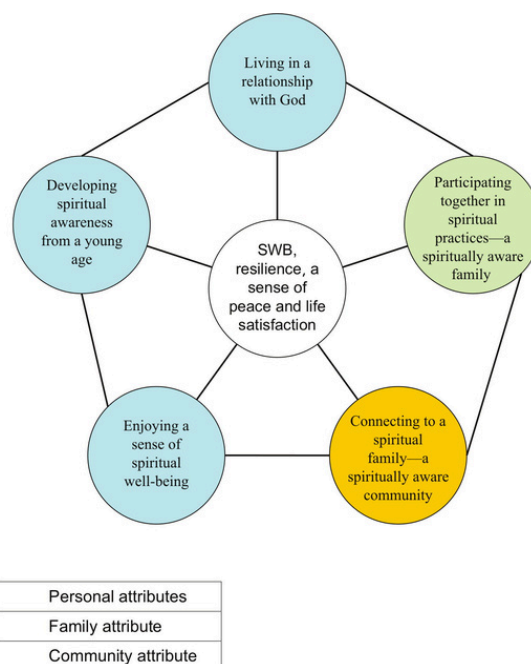 Living in a
relationship
with God
Developing
spiritual
awareness
from a young
age
Participating
together in
spiritual
practices—a
spiritually aware
family
SWB,
resilience, a
sense of
peace and life
satisfaction
Enjoying a
sense of
spiritual
well-being
Connecting to a
spiritual
family—a
spiritually aware
community
Personal attributes
Family attribute
Community attribute